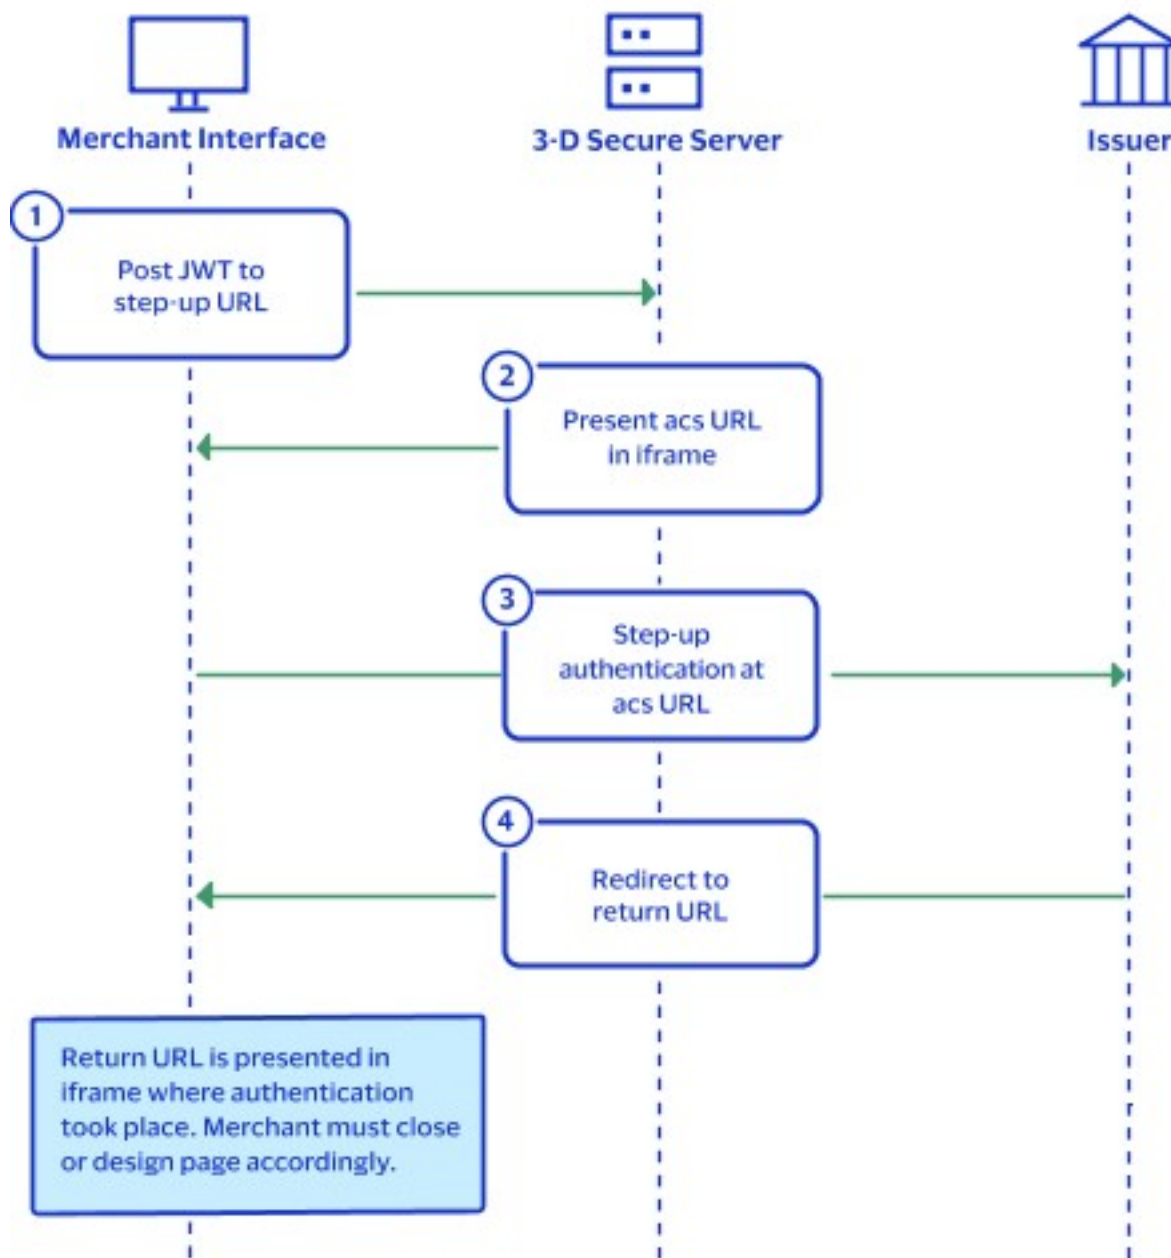 Merchant Interface
3-D Secure Server
Issuer
1
Post JWT to
step-up URL
2
Present acs URL
in iframe
3
Step-up
authentication at
acs URL
4
Redirect to
return URL
Return URL is presented in
iframe where authentication
took place. Merchant must close
or design page accordingly.